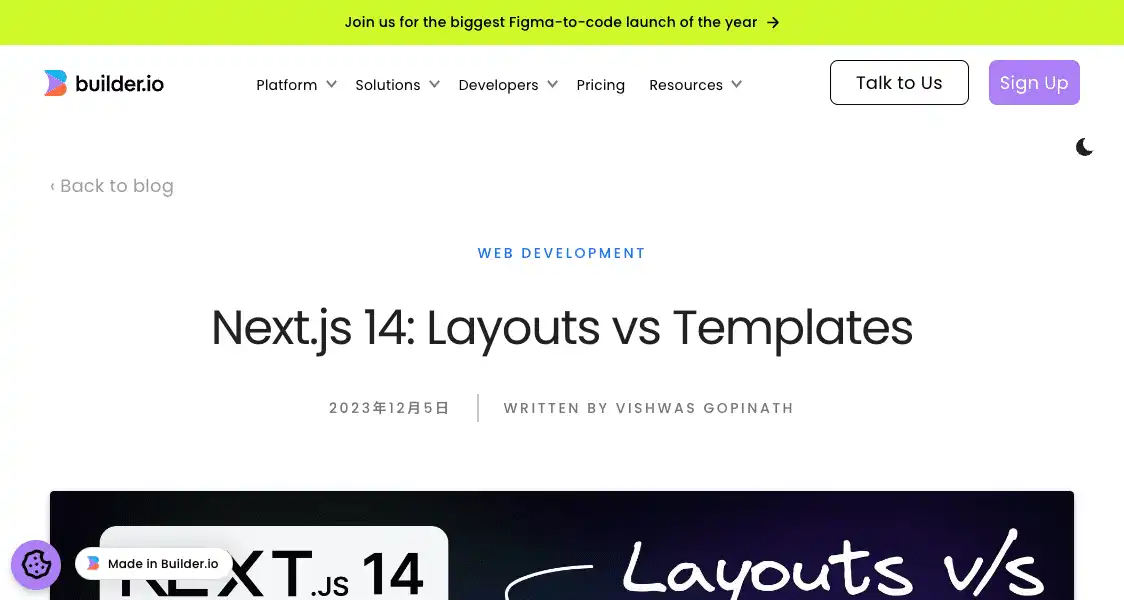 Join us for the biggest Figma-to-code launch of the year →
builder.io Platform Solutions Developers Pricing Resources Talk to Us Sign Up
‹ Back to blog
WEB DEVELOPMENT
Next.js 14: Layouts vs Templates
2023年12月5日 WRITTEN BY VISHWAS GOPINATH
Layouts v/s
NEXT.JS 14
Made in Builder.io